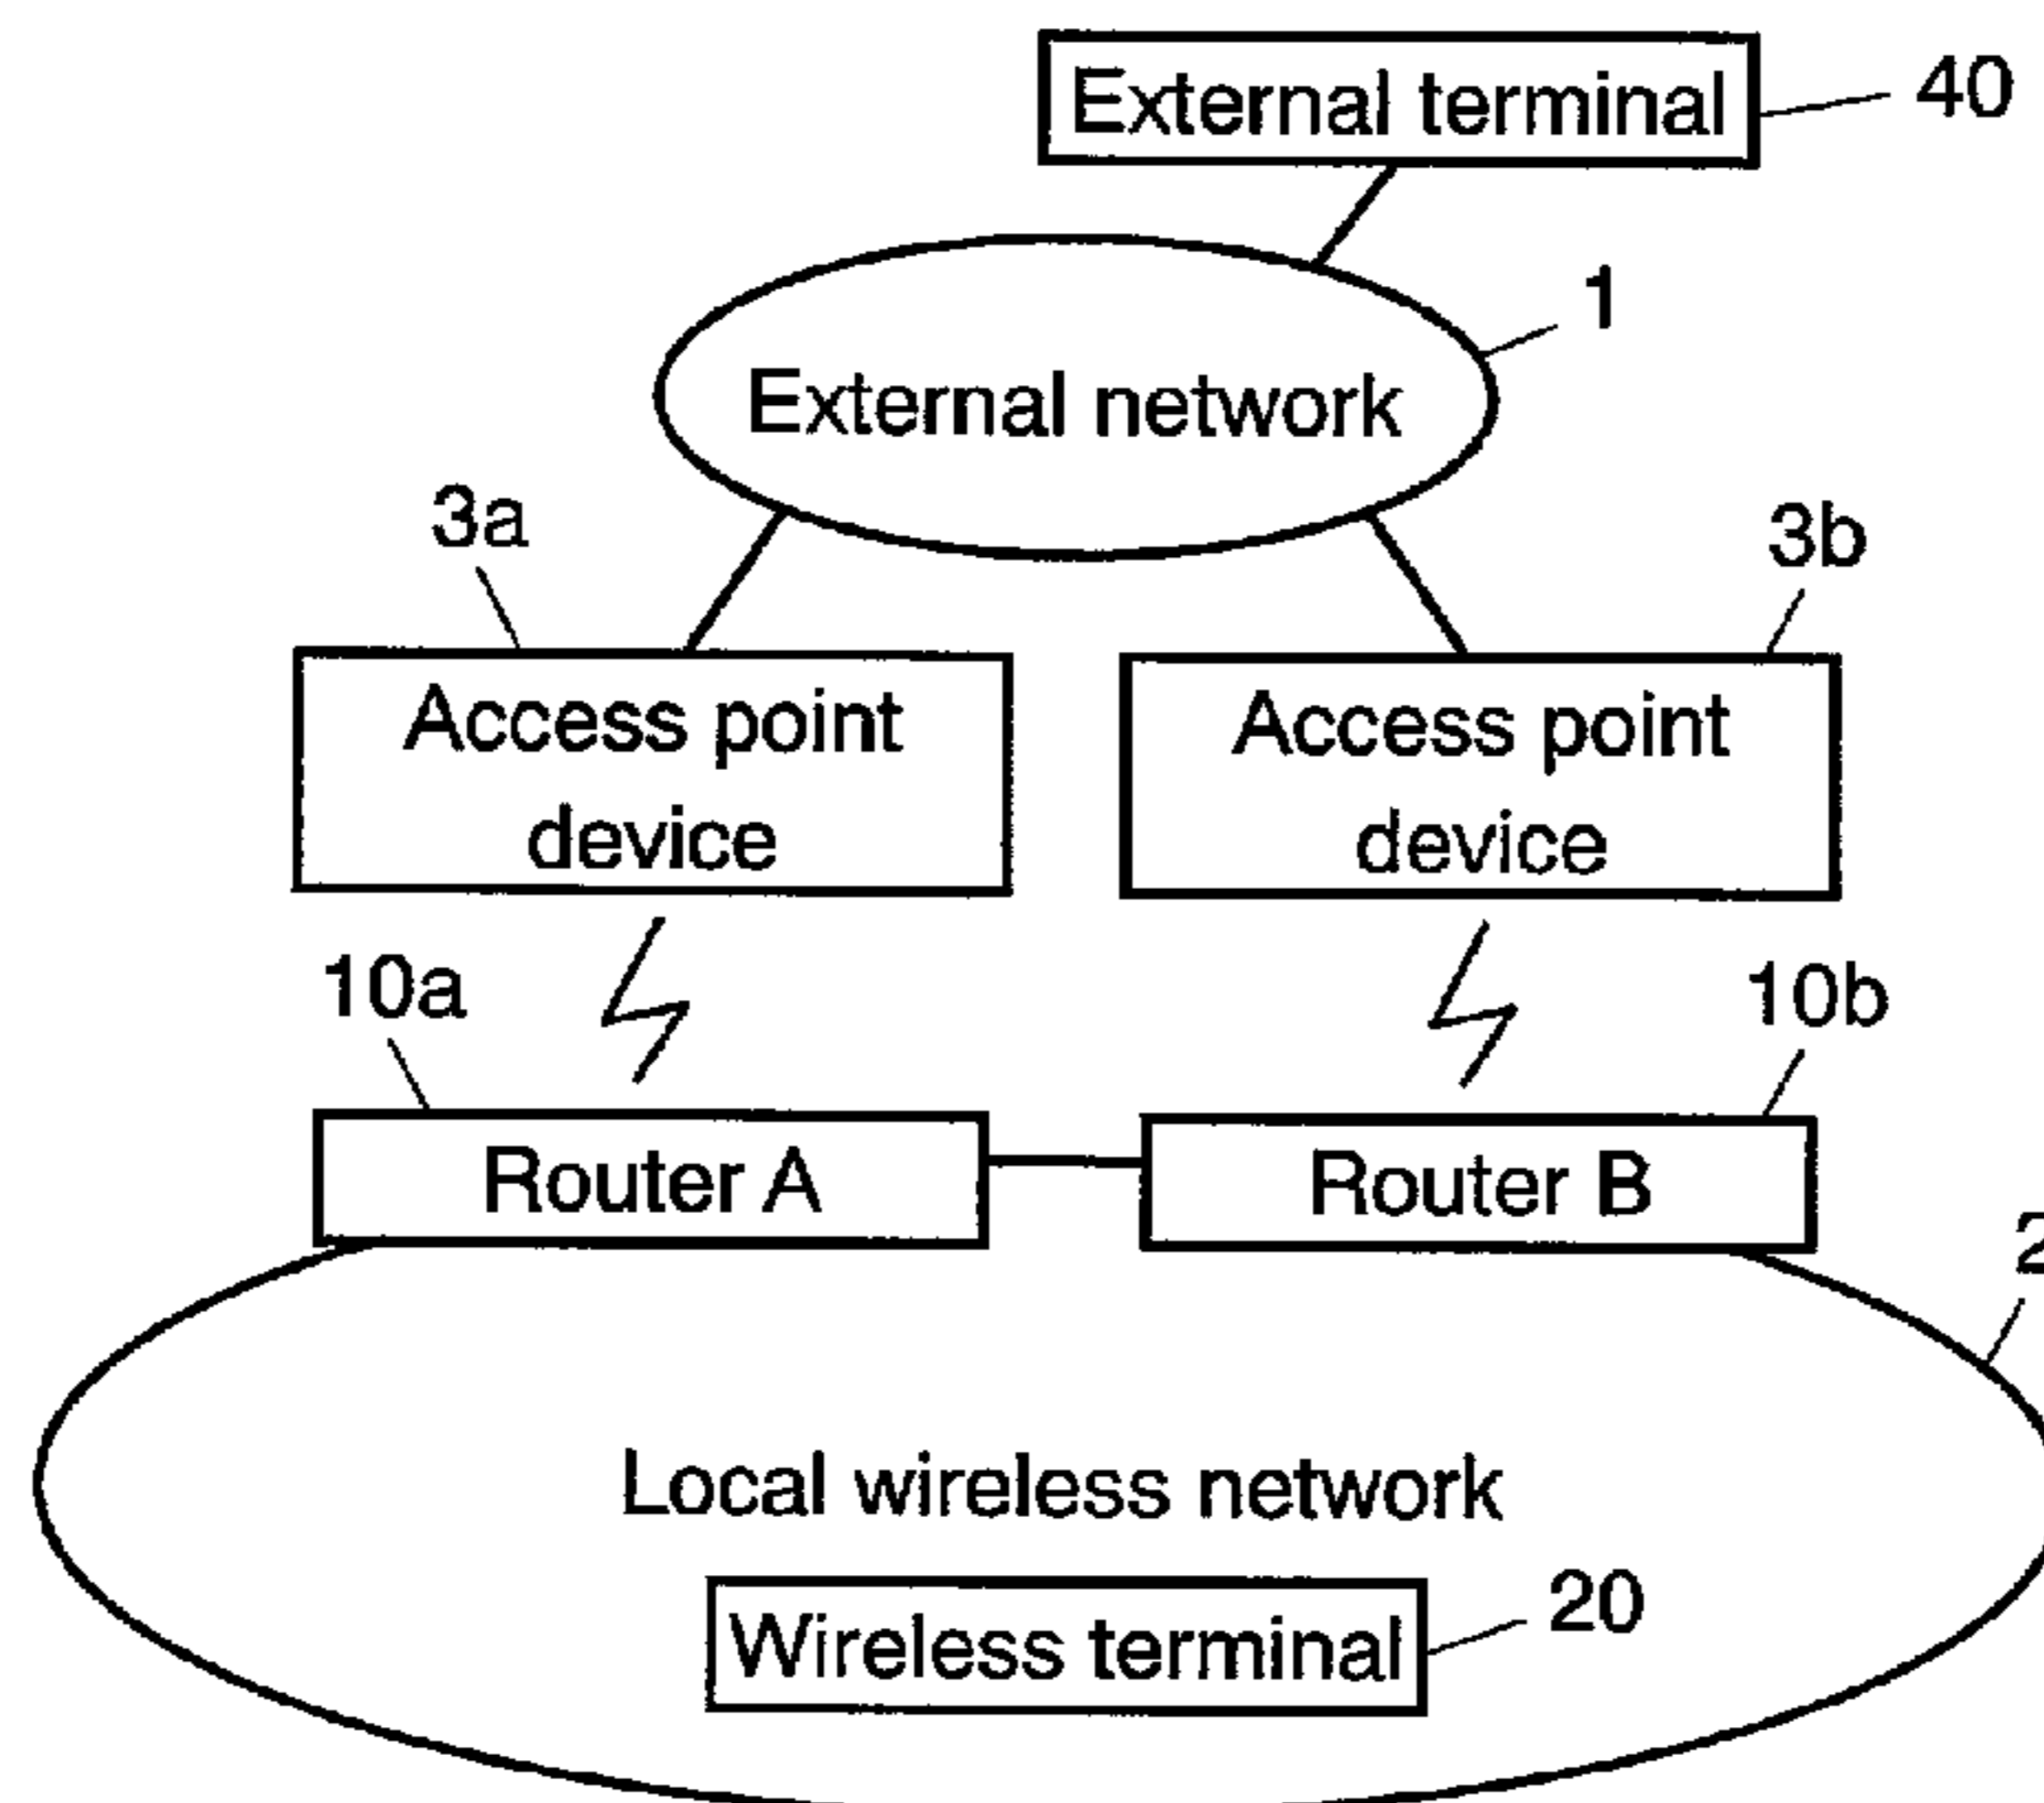 External terminal
40
1
External network
3a
3b
Access point
device
Access point
device
10a
10b
Router A
Router B
2
Local wireless network
20
Wireless terminal